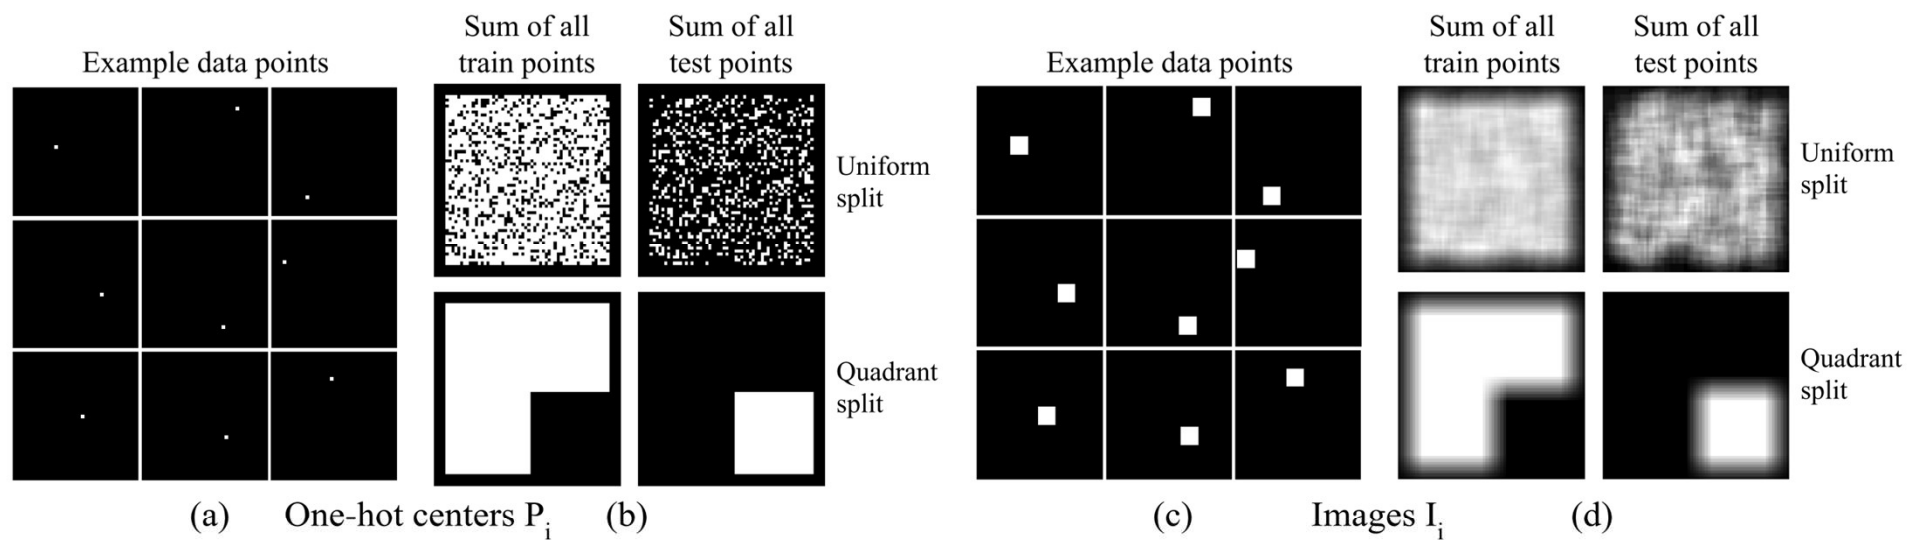 Example data points
Sum of all
train points
Sum of all
test points
Uniform
split
Quadrant
split
(a) One-hot centers Pi (b)
Example data points
Sum of all
train points
Sum of all
test points
Uniform
split
Quadrant
split
(c) Images Ii (d)